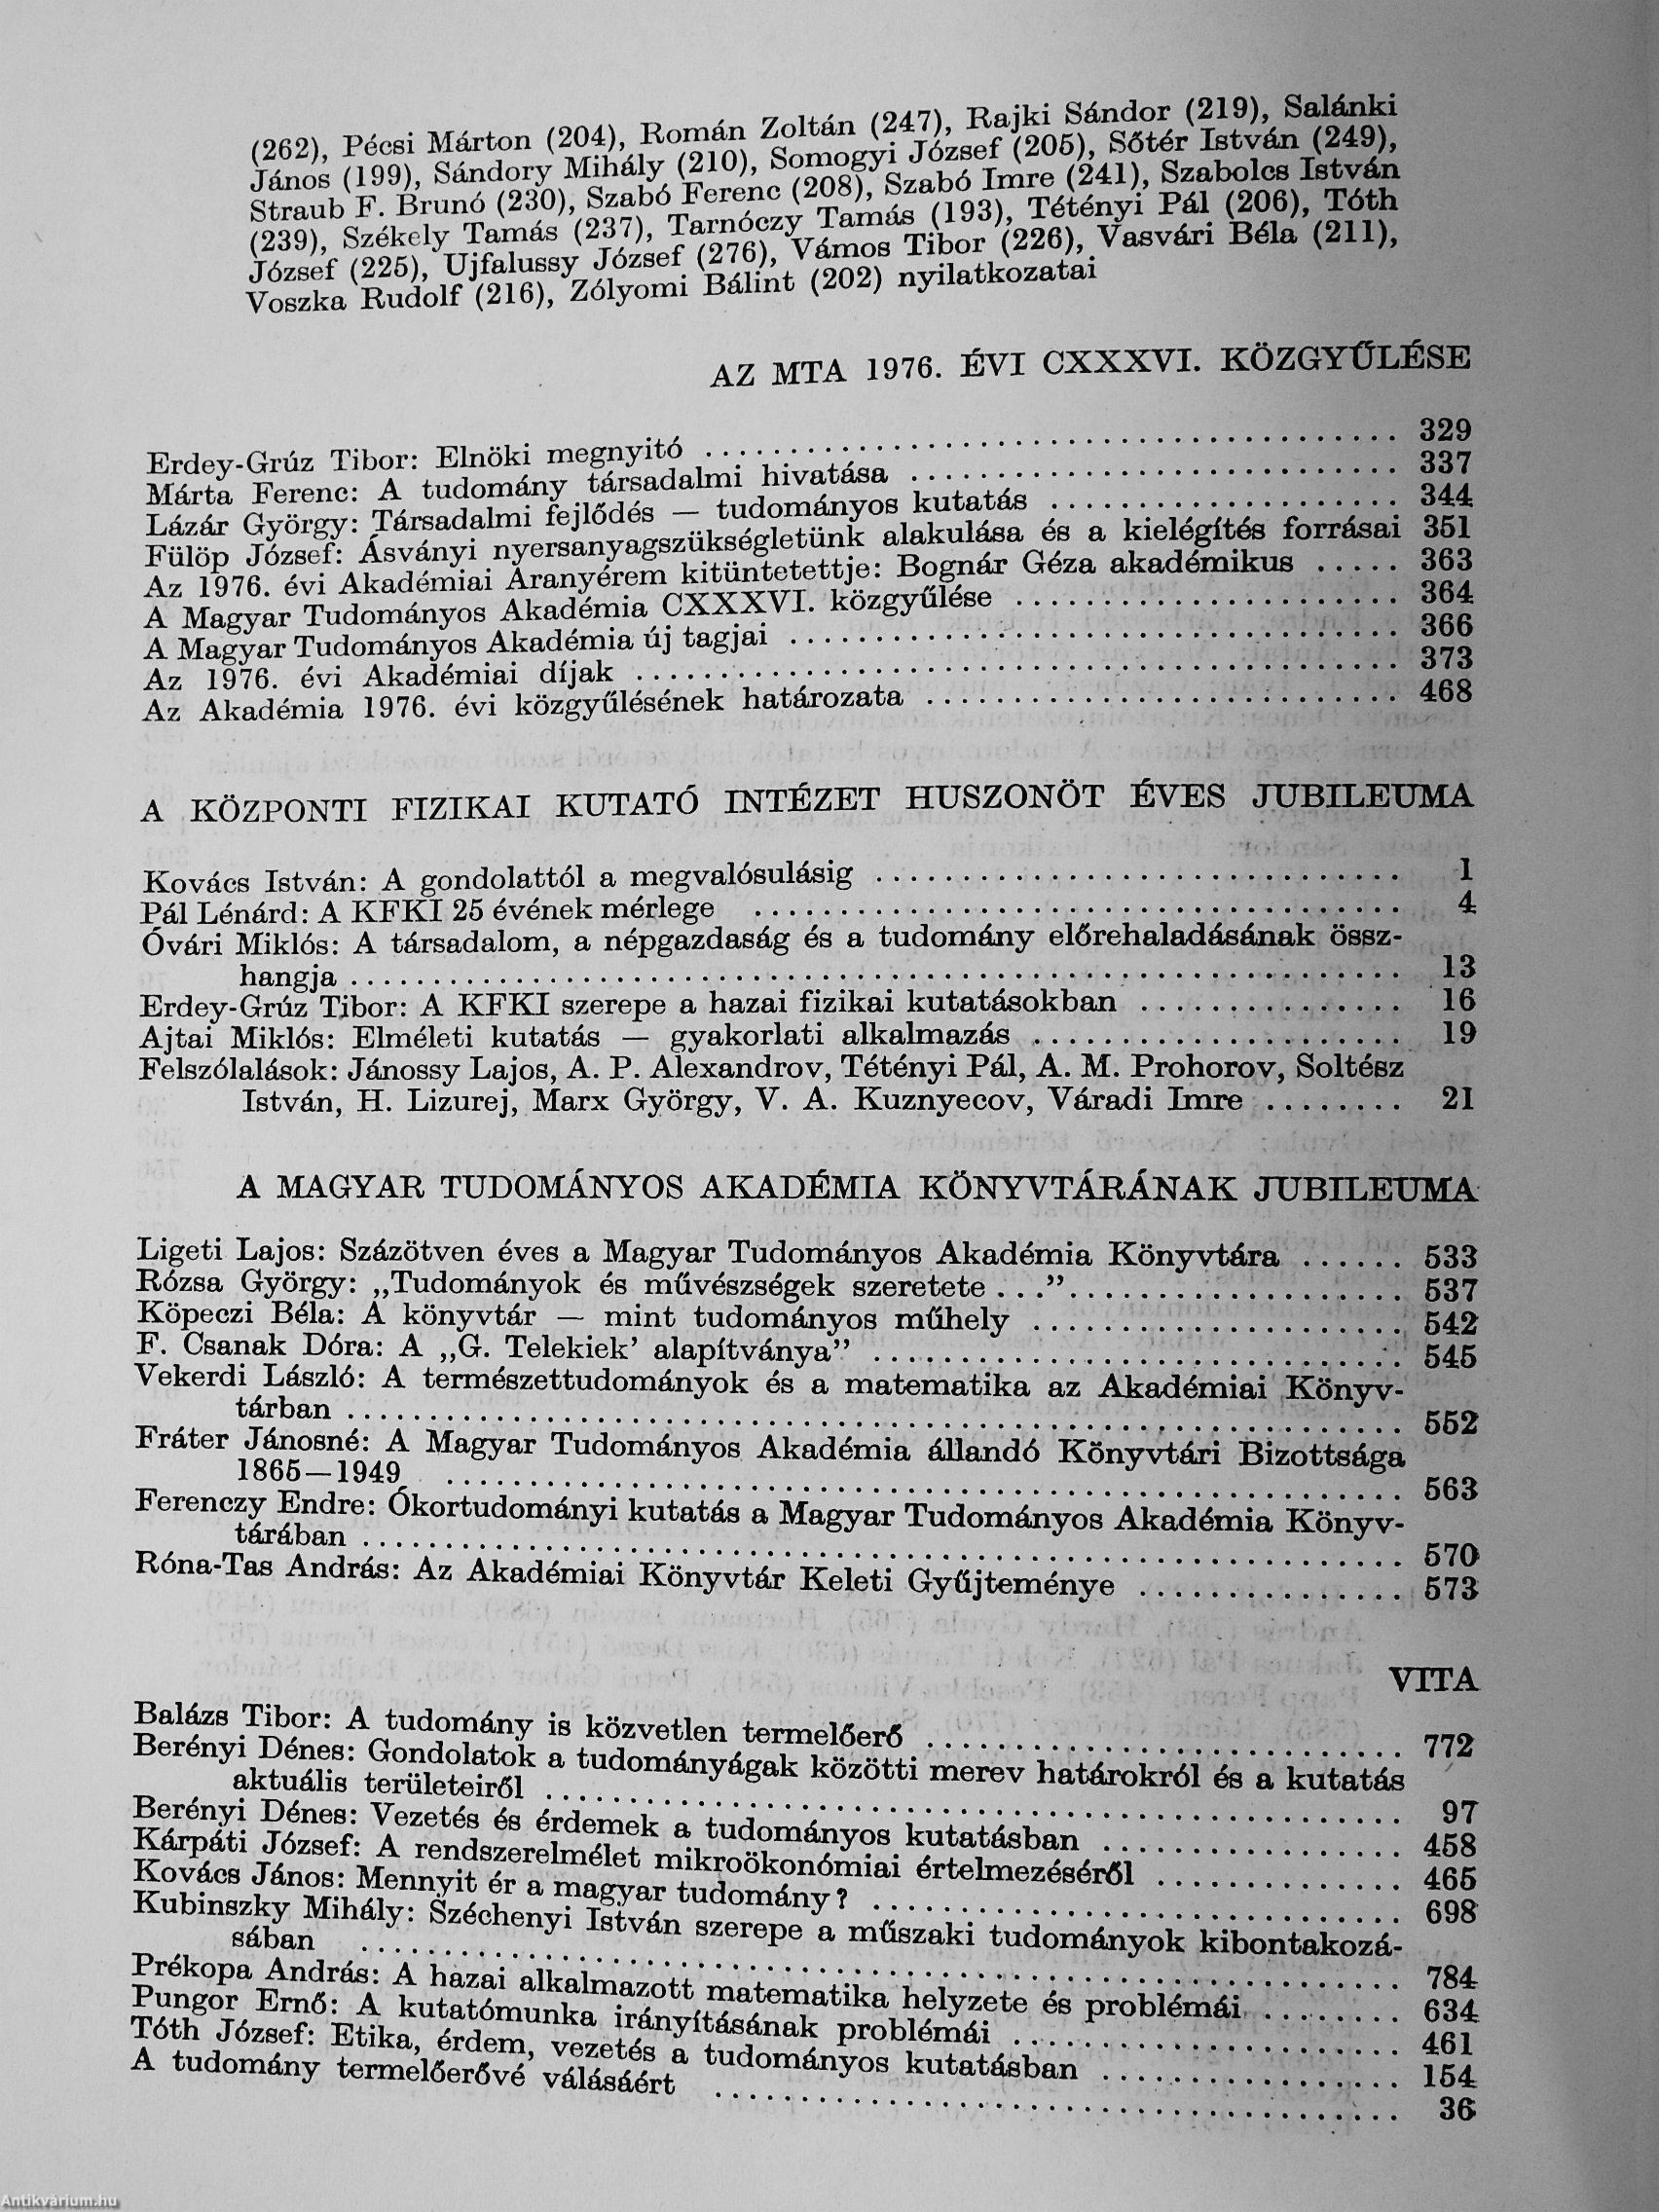 (262), Pécsi Márton (204), Román Zoltán (247), Rajki Sándor (219), Salánki
János (199), Sándory Mihály (210), Somogyi József (205), Sőtér István (249),
Straub F. Brunó (230), Szabó Ferenc (208), Szabó Imre (241), Szabolcs István
(239), Székely Tamás (237), Tarnóczy Tamás (193), Tétényi Pál (206), Tóth
József (225), Ujfalussy József (276), Vámos Tibor (226), Vasvári Béla (211),
Voszka Rudolf (216), Zólyomi Bálint (202) nyilatkozatai
AZ MTA 1976. ÉVI CXXXVI. KÖZGYŰLÉSE
Erdey-Grúz Tibor: Elnöki megnyitó ........ 329
Márta Ferenc: A tudomány társadalmi hivatása ........ 337
Lázár György: Társadalmi fejlődés — tudományos kutatás ........ 344
Fülöp József: Ásványi nyersanyagszükségletünk alakulása és a kielégítés forrásai 351
Az 1976. évi Akadémiai Aranyérem kitüntetettje: Bognár Géza akadémikus ..... 363
A Magyar Tudományos Akadémia CXXXVI. közgyűlése ........ 364
A Magyar Tudományos Akadémia új tagjai ........ 366
Az 1976. évi Akadémiai díjak ........ 373
Az Akadémia 1976. évi közgyűlésének határozata ........ 468
A KÖZPONTI FIZIKAI KUTATÓ INTÉZET HUSZONÖT ÉVES JUBILEUMA
Kovács István: A gondolattól a megvalósulásig ........ 1
Pál Lénárd: A KFKI 25 évének mérlege ........ 4
Óvári Miklós: A társadalom, a népgazdaság és a tudomány előrehaladásának össz-
hangja ........ 13
Erdey-Grúz Tibor: A KFKI szerepe a hazai fizikai kutatásokban ........ 16
Ajtai Miklós: Elméleti kutatás — gyakorlati alkalmazás ........ 19
Felszólalások: Jánossy Lajos, A. P. Alexandrov, Tétényi Pál, A. M. Prohorov, Soltész
István, H. Lizurej, Marx György, V. A. Kuznyecov, Váradi Imre ........ 21
A MAGYAR TUDOMÁNYOS AKADÉMIA KÖNYVTÁRÁNAK JUBILEUMA
Ligeti Lajos: Százötven éves a Magyar Tudományos Akadémia Könyvtára ...... 533
Rózsa György: „Tudományok és művészségek szeretete ...” ........ 537
Köpeczi Béla: A könyvtár — mint tudományos műhely ........ 542
F. Csanak Dóra: A „G. Telekiek’ alapítványa” ........ 545
Vekerdi László: A természettudományok és a matematika az Akadémiai Könyv-
tárban ........ 552
Fráter Jánosné: A Magyar Tudományos Akadémia állandó Könyvtári Bizottsága
1865—1949 ........ 563
Ferenczy Endre: Ókortudományi kutatás a Magyar Tudományos Akadémia Könyv-
tárában ........ 570
Róna-Tas András: Az Akadémiai Könyvtár Keleti Gyűjteménye ........ 573
VITA
Balázs Tibor: A tudomány is közvetlen termelőerő ........ 772
Berényi Dénes: Gondolatok a tudományágak közötti merev határokról és a kutatás
aktuális területeiről ........ 97
Berényi Dénes: Vezetés és érdemek a tudományos kutatásban ........ 458
Kárpáti József: A rendszerelmélet mikroökonómiai értelmezéséről ........ 465
Kovács János: Mennyit ér a magyar tudomány? ........ 698
Kubinszky Mihály: Széchenyi István szerepe a műszaki tudományok kibontakozá-
sában ........ 784
Prékopa András: A hazai alkalmazott matematika helyzete és problémái ........ 634
Pungor Ernő: A kutatómunka irányításának problémái ........ 461
Tóth József: Etika, érdem, vezetés a tudományos kutatásban ........ 154
A tudomány termelőerővé válásáért ........ 36
Antikvárium.hu